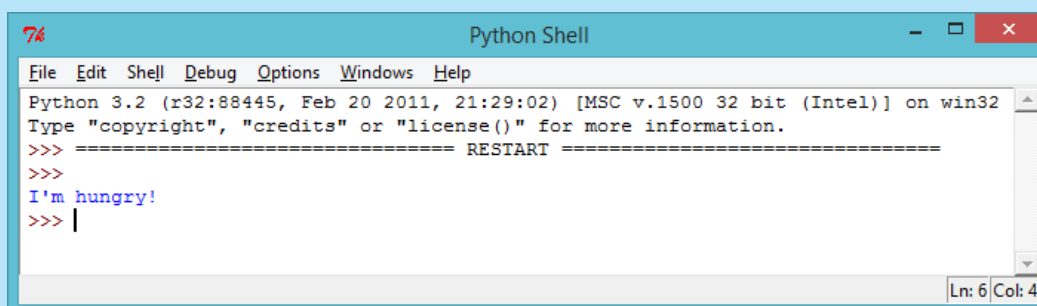 Python Shell
File Edit Shell Debug Options Windows Help
Python 3.2 (r32:88445, Feb 20 2011, 21:29:02) [MSC v.1500 32 bit (Intel)] on win32
Type "copyright", "credits" or "license()" for more information.
>>> ================================ RESTART ================================
>>>
I'm hungry!
>>>
Ln: 6 Col: 4